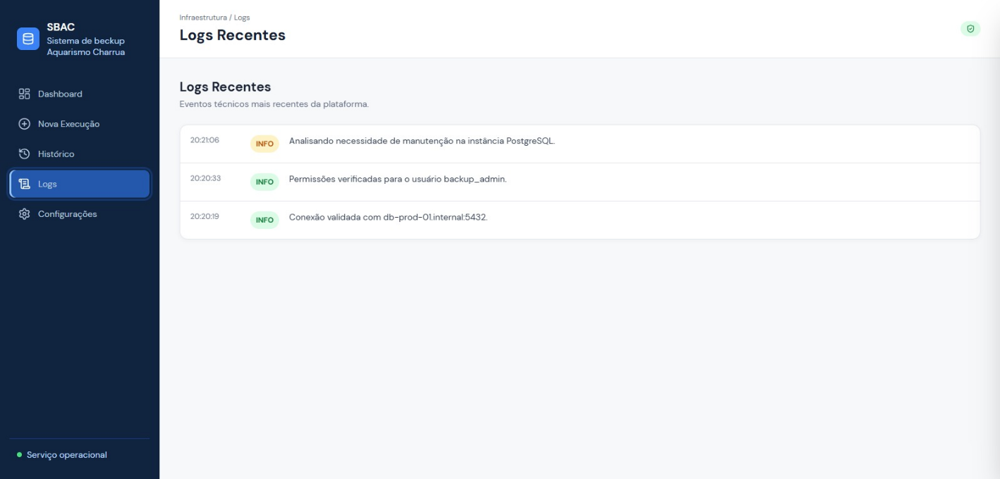 SBAC
Sistema de beckup
Aquarismo Charrua
Dashboard
Nova Execução
Histórico
Logs
Configurações
Serviço operacional
Infraestrutura / Logs
Logs Recentes
Logs Recentes
Eventos técnicos mais recentes da plataforma.
20:21:06 INFO Analisando necessidade de manutenção na instância PostgreSQL.
20:20:33 INFO Permissões verificadas para o usuário backup_admin.
20:20:19 INFO Conexão validada com db-prod-01.internal:5432.